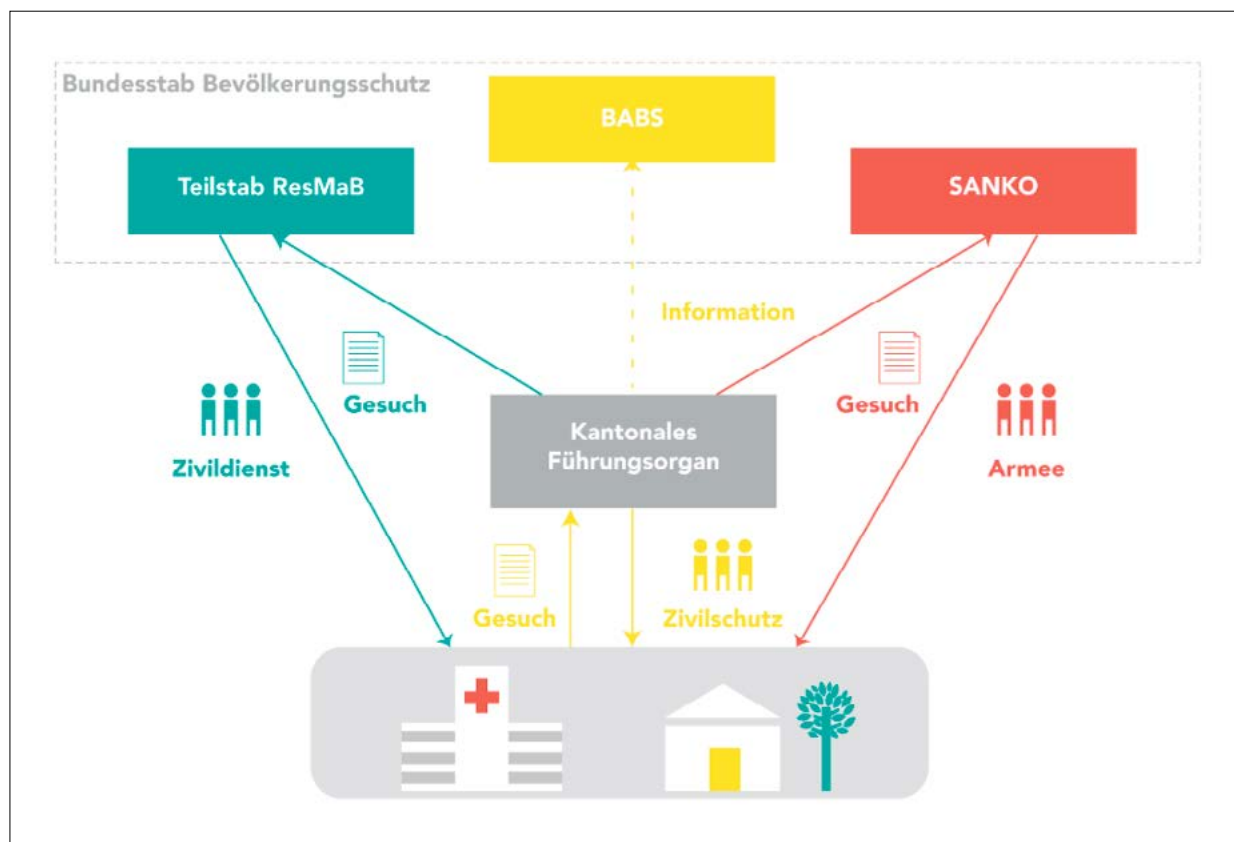 Bundesstab Bevölkerungsschutz
BABS
Teilstab ResMaB
SANKO
Information
Gesuch
Gesuch
Zivildienst
Armee
Kantonales
Führungsorgan
Gesuch
Zivilschutz